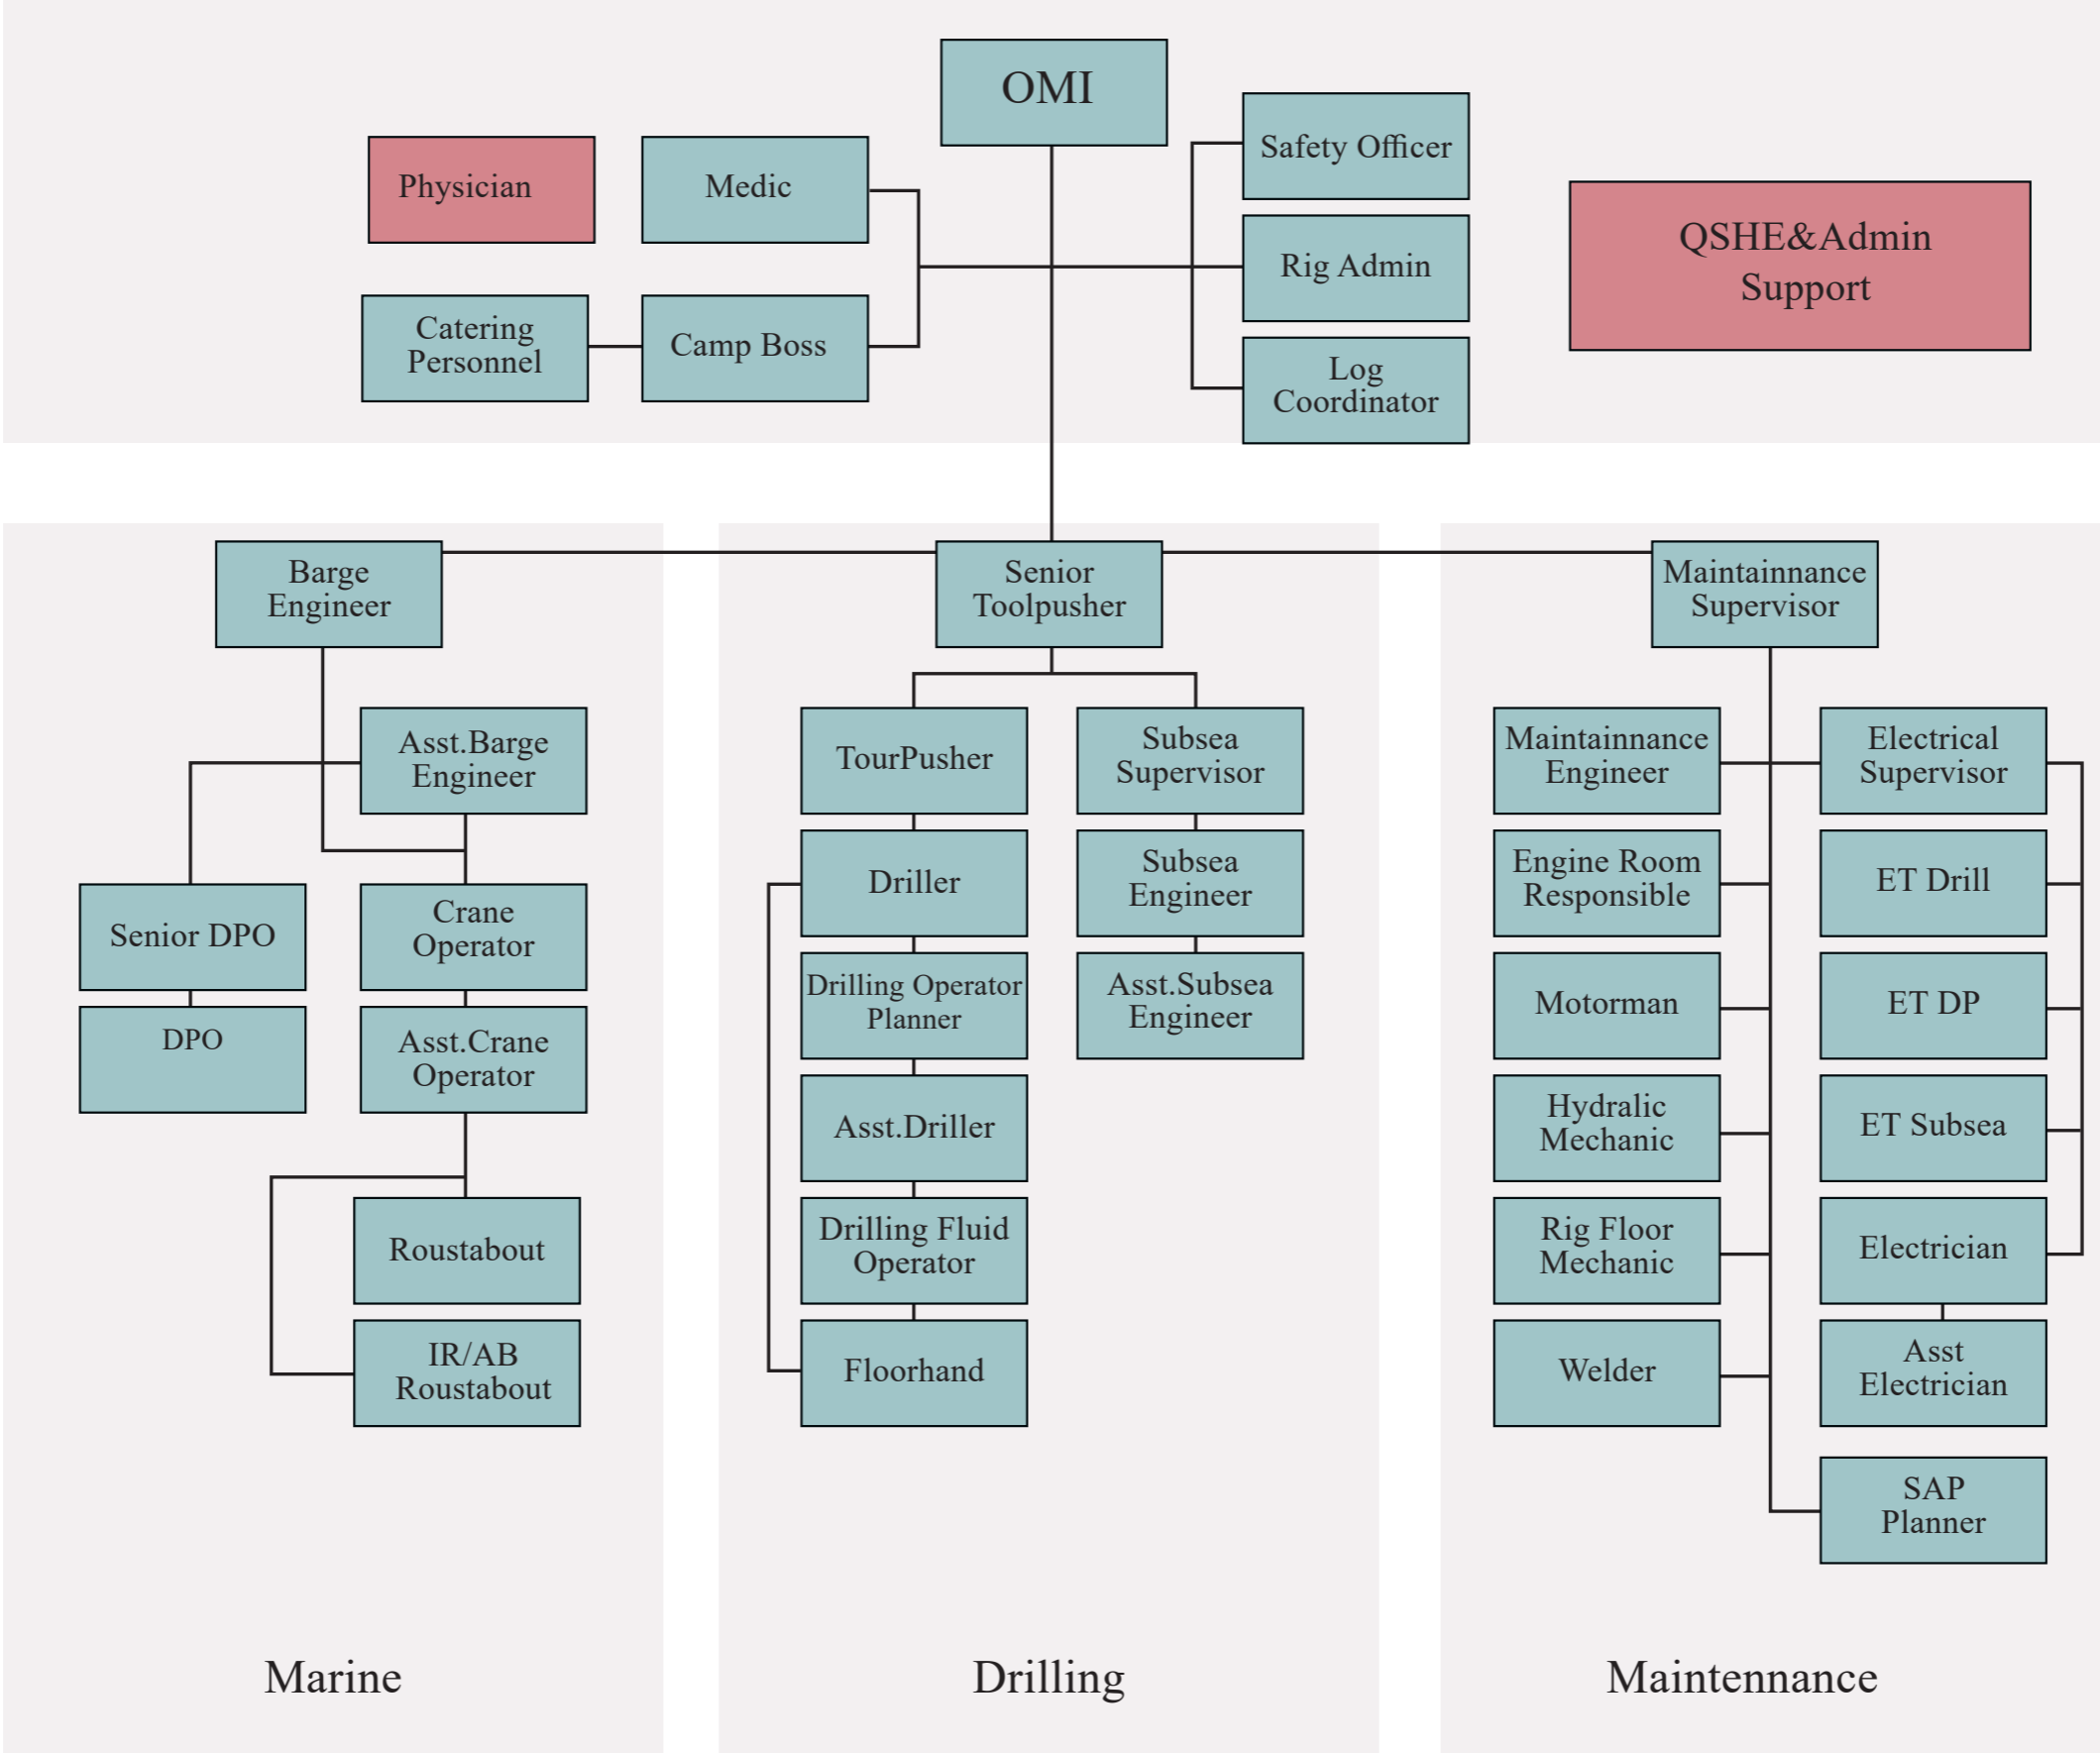 OMI
Physician
Medic
Safety Officer
QSHE&Admin
Support
Rig Admin
Catering
Personnel
Camp Boss
Log
Coordinator
Barge
Engineer
Senior
Toolpusher
Maintainnance
Supervisor
Asst.Barge
Engineer
Senior DPO
Crane
Operator
DPO
Asst.Crane
Operator
Roustabout
IR/AB
Roustabout
Marine
TourPusher
Subsea
Supervisor
Driller
Subsea
Engineer
Drilling Operator
Planner
Asst.Subsea
Engineer
Asst.Driller
Drilling Fluid
Operator
Floorhand
Drilling
Maintainnance
Engineer
Electrical
Supervisor
Engine Room
Responsible
ET Drill
Motorman
ET DP
Hydralic
Mechanic
ET Subsea
Rig Floor
Mechanic
Electrician
Welder
Asst
Electrician
SAP
Planner
Maintennance